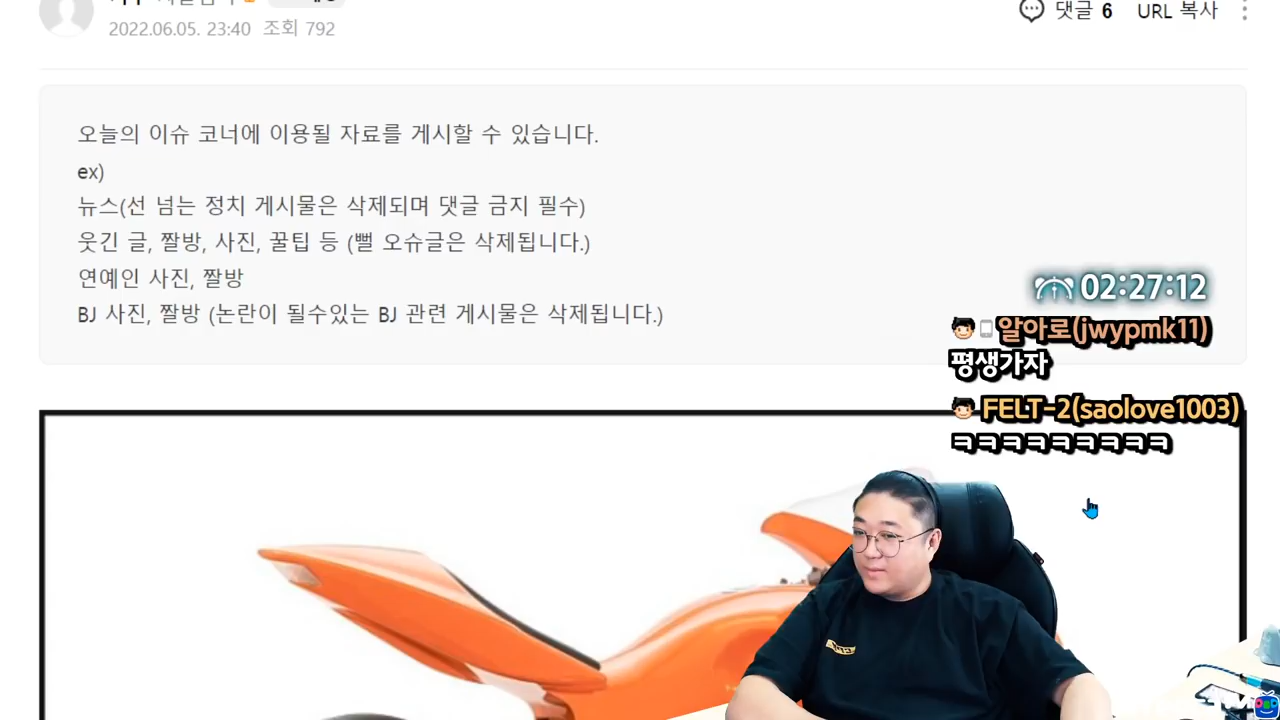 2022.06.05. 23:40 조회 792
댓글 6 URL 복사
오늘의 이슈 코너에 이용될 자료를 게시할 수 있습니다.
ex)
뉴스(선 넘는 정치 게시물은 삭제되며 댓글 금지 필수)
웃긴 글, 짤방, 사진, 꿀팁 등 (뻘 오슈글은 삭제됩니다.)
연예인 사진, 짤방
BJ 사진, 짤방 (논란이 될수있는 BJ 관련 게시물은 삭제됩니다.)
02:27:12
알아로(jwypmk11)
평생가자
FELT-2(saolove1003)
ㅋㅋㅋㅋㅋㅋㅋㅋㅋ